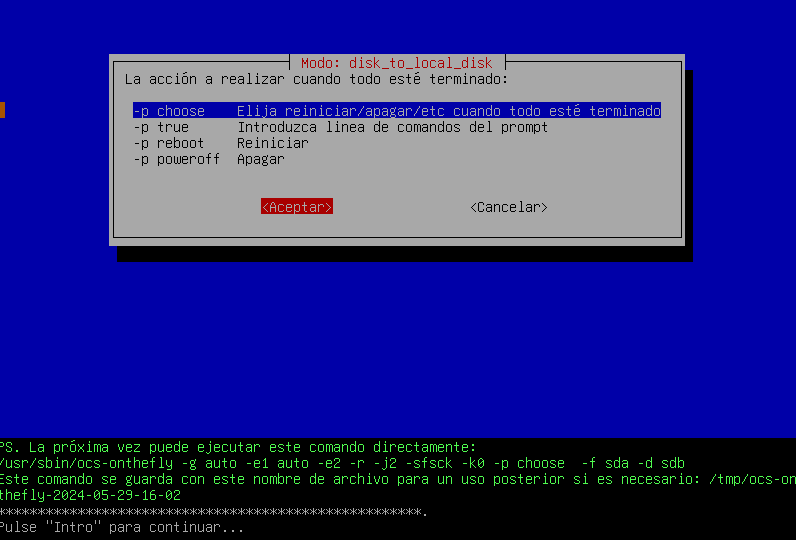 Modo: disk_to_local_disk
La acción a realizar cuando todo esté terminado:
-p choose    Elija reiniciar/apagar/etc cuando todo esté terminado
-p true      Introduzca linea de comandos del prompt
-p reboot    Reiniciar
-p poweroff  Apagar
<Aceptar>                 <Cancelar>
PS. La próxima vez puede ejecutar este comando directamente:
/usr/sbin/ocs-onthefly -g auto -e1 auto -e2 -r -j2 -sfsck -k0 -p choose  -f sda -d sdb
Este comando se guarda con este nombre de archivo para un uso posterior si es necesario: /tmp/ocs-on
thefly-2024-05-29-16-02
*****************************************************.
Pulse "Intro" para continuar...